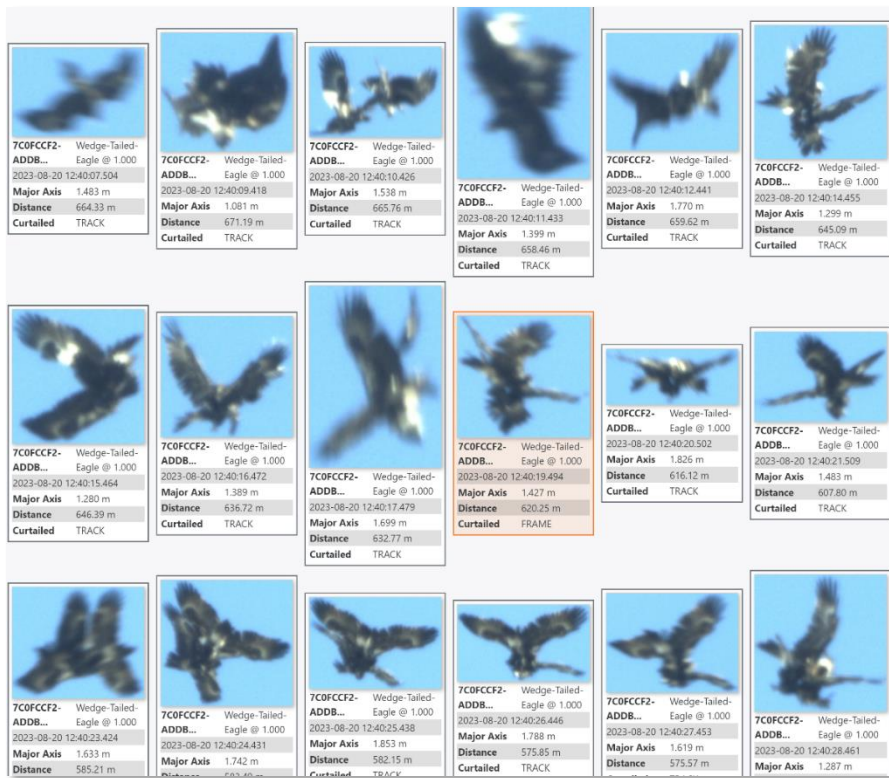 7C0FCCF2-ADDB... Wedge-Tailed-Eagle @ 1.000
2023-08-20 12:40:07.504
Major Axis 1.483 m
Distance 664.33 m
Curtailed TRACK
7C0FCCF2-ADDB... Wedge-Tailed-Eagle @ 1.000
2023-08-20 12:40:09.418
Major Axis 1.081 m
Distance 671.19 m
Curtailed TRACK
7C0FCCF2-ADDB... Wedge-Tailed-Eagle @ 1.000
2023-08-20 12:40:10.426
Major Axis 1.538 m
Distance 665.76 m
Curtailed TRACK
7C0FCCF2-ADDB... Wedge-Tailed-Eagle @ 1.000
2023-08-20 12:40:11.433
Major Axis 1.399 m
Distance 658.46 m
Curtailed TRACK
7C0FCCF2-ADDB... Wedge-Tailed-Eagle @ 1.000
2023-08-20 12:40:12.441
Major Axis 1.770 m
Distance 659.62 m
Curtailed TRACK
7C0FCCF2-ADDB... Wedge-Tailed-Eagle @ 1.000
2023-08-20 12:40:14.455
Major Axis 1.299 m
Distance 645.09 m
Curtailed TRACK
7C0FCCF2-ADDB... Wedge-Tailed-Eagle @ 1.000
2023-08-20 12:40:15.464
Major Axis 1.280 m
Distance 646.39 m
Curtailed TRACK
7C0FCCF2-ADDB... Wedge-Tailed-Eagle @ 1.000
2023-08-20 12:40:16.472
Major Axis 1.389 m
Distance 636.72 m
Curtailed TRACK
7C0FCCF2-ADDB... Wedge-Tailed-Eagle @ 1.000
2023-08-20 12:40:17.479
Major Axis 1.699 m
Distance 632.77 m
Curtailed TRACK
7C0FCCF2-ADDB... Wedge-Tailed-Eagle @ 1.000
2023-08-20 12:40:19.494
Major Axis 1.427 m
Distance 620.25 m
Curtailed FRAME
7C0FCCF2-ADDB... Wedge-Tailed-Eagle @ 1.000
2023-08-20 12:40:20.502
Major Axis 1.826 m
Distance 616.12 m
Curtailed TRACK
7C0FCCF2-ADDB... Wedge-Tailed-Eagle @ 1.000
2023-08-20 12:40:21.509
Major Axis 1.483 m
Distance 607.80 m
Curtailed TRACK
7C0FCCF2-ADDB... Wedge-Tailed-Eagle @ 1.000
2023-08-20 12:40:23.424
Major Axis 1.633 m
Distance 585.21 m
7C0FCCF2-ADDB... Wedge-Tailed-Eagle @ 1.000
2023-08-20 12:40:24.431
Major Axis 1.742 m
Distance
7C0FCCF2-ADDB... Wedge-Tailed-Eagle @ 1.000
2023-08-20 12:40:25.438
Major Axis 1.853 m
Distance 582.15 m
Curtailed TRACK
7C0FCCF2-ADDB... Wedge-Tailed-Eagle @ 1.000
2023-08-20 12:40:26.446
Major Axis 1.788 m
Distance 575.85 m
Curtailed TRACK
7C0FCCF2-ADDB... Wedge-Tailed-Eagle @ 1.000
2023-08-20 12:40:27.453
Major Axis 1.619 m
Distance 575.57 m
7C0FCCF2-ADDB... Wedge-Tailed-Eagle @ 1.000
2023-08-20 12:40:28.461
Major Axis 1.287 m